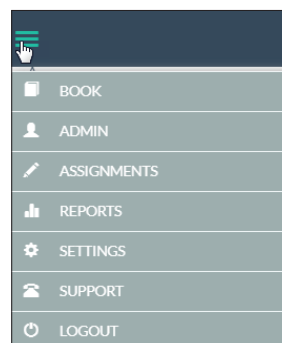 BOOK
ADMIN
ASSIGNMENTS
REPORTS
SETTINGS
SUPPORT
LOGOUT